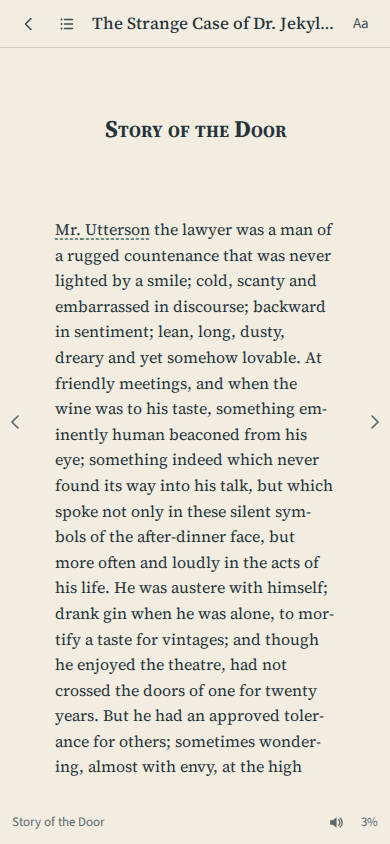 The Strange Case of Dr. Jekyl...
Aa
Story of the Door
Mr. Utterson the lawyer was a man of
a rugged countenance that was never
lighted by a smile; cold, scanty and
embarrassed in discourse; backward
in sentiment; lean, long, dusty,
dreary and yet somehow lovable. At
friendly meetings, and when the
wine was to his taste, something em-
inently human beaconed from his
eye; something indeed which never
found its way into his talk, but which
spoke not only in these silent sym-
bols of the after-dinner face, but
more often and loudly in the acts of
his life. He was austere with himself;
drank gin when he was alone, to mor-
tify a taste for vintages; and though
he enjoyed the theatre, had not
crossed the doors of one for twenty
years. But he had an approved toler-
ance for others; sometimes wonder-
ing, almost with envy, at the high
Story of the Door
3%